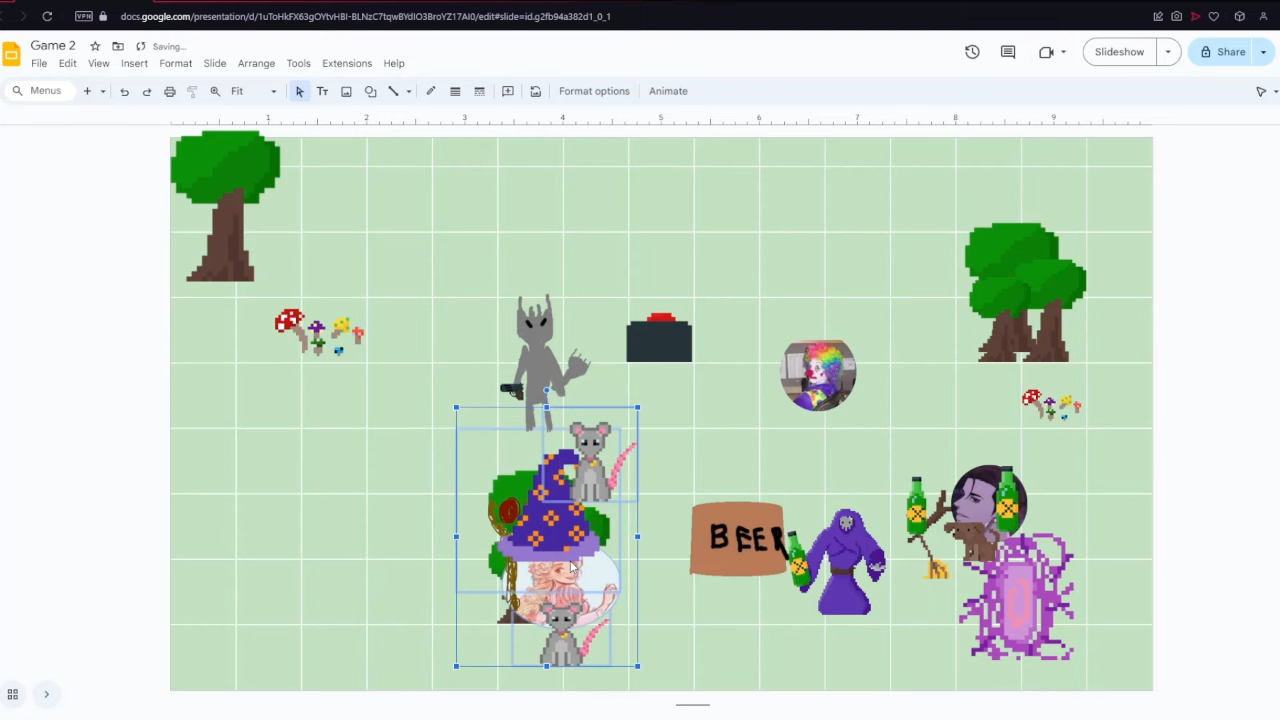 VPN docs.google.com/presentation/d/1uToHkFX63gOYtvHBI-BLNzC7tqwBYdIO3BroYZ17AI0/edit#slide=id.g2fb94a382d1_0_1
Game 2 Saving...
File Edit View Insert Format Slide Arrange Tools Extensions Help
Slideshow Share
Menus Fit Format options Animate
1 2 3 4 5 6 7 8 9
BEER